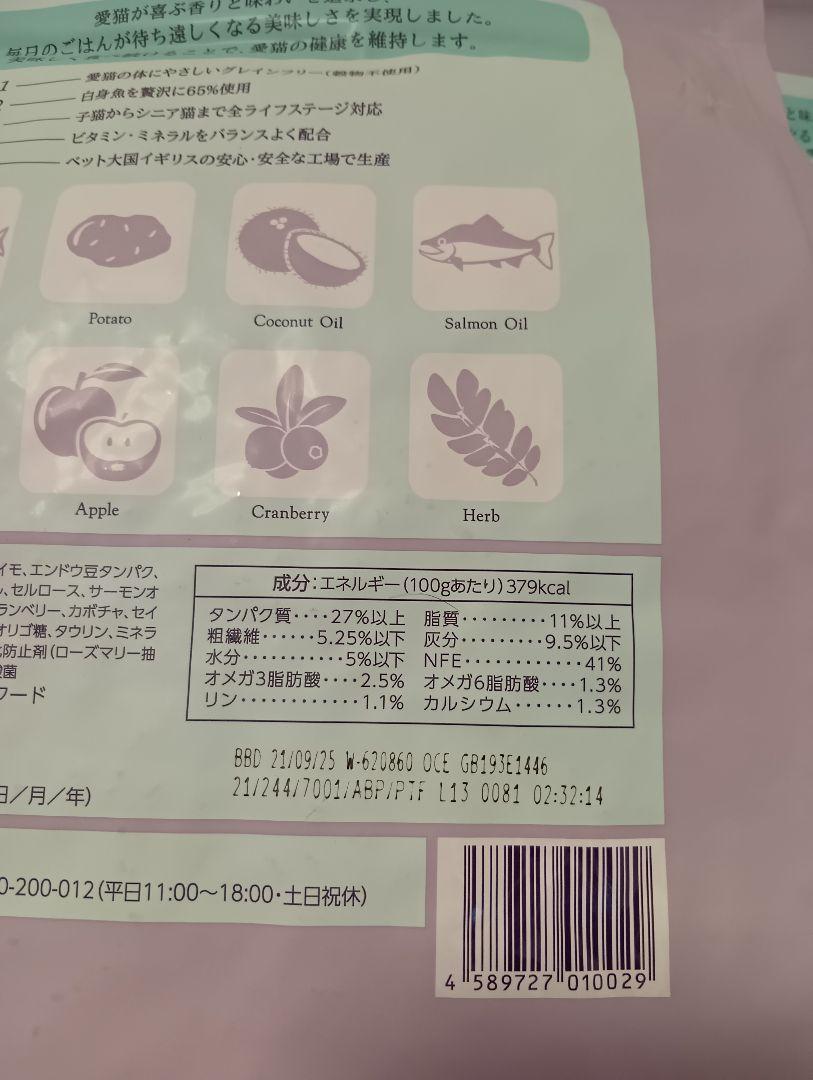 愛猫が喜ぶ香りと味わいを追求し、
毎日のごはんが待ち遠しくなる美味しさを実現しました。
で、愛猫の健康を維持します。
1 愛猫の体にやさしいグレインフリー(穀物不使用)
2 白身魚を贅沢に65%使用
子猫からシニア猫まで全ライフステージ対応
ビタミン・ミネラルをバランスよく配合
ペット大国イギリスの安心・安全な工場で生産
と味
Potato
Coconut Oil
Salmon Oil
Apple
Cranberry
Herb
イモ、エンドウ豆タンパク、
セルロース、サーモンオ
ランベリー、カボチャ、セイ
オリゴ糖、タウリン、ミネラ
防止剤(ローズマリー抽
菌
フード
日/月/年)
成分:エネルギー(100gあたり)379kcal
タンパク質‥‥27%以上 脂質‥‥‥‥‥11%以上
粗繊維‥‥‥5.25%以下 灰分‥‥‥‥‥9.5%以下
水分‥‥‥‥‥‥5%以下 NFE‥‥‥‥‥‥41%
オメガ3脂肪酸‥‥2.5% オメガ6脂肪酸‥‥1.3%
リン‥‥‥‥‥‥1.1% カルシウム‥‥‥1.3%
BBD 21/09/25 W-620860 OCE GB193E1446
21/244/7001/ABP/PTF L13 0081 02:32:14
0-200-012(平日11:00〜18:00・土日祝休)
4 589727 010029